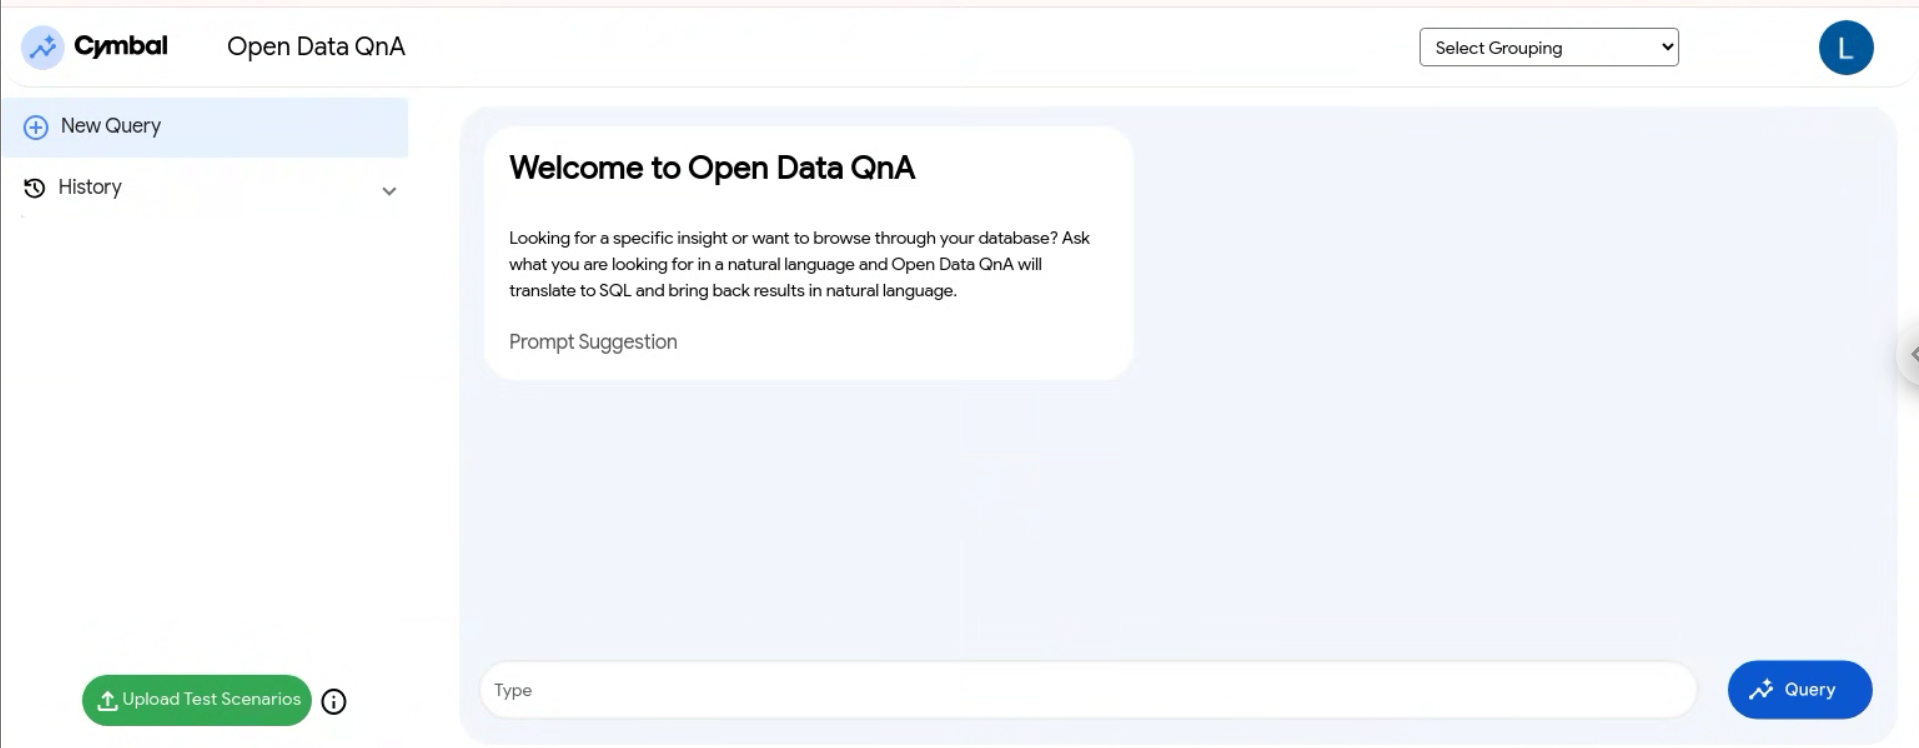 Cymbal
Open Data QnA
Select Grouping
L
New Query
History
Welcome to Open Data QnA
Looking for a specific insight or want to browse through your database? Ask
what you are looking for in a natural language and Open Data QnA will
translate to SQL and bring back results in natural language.
Prompt Suggestion
Upload Test Scenarios
Type
Query